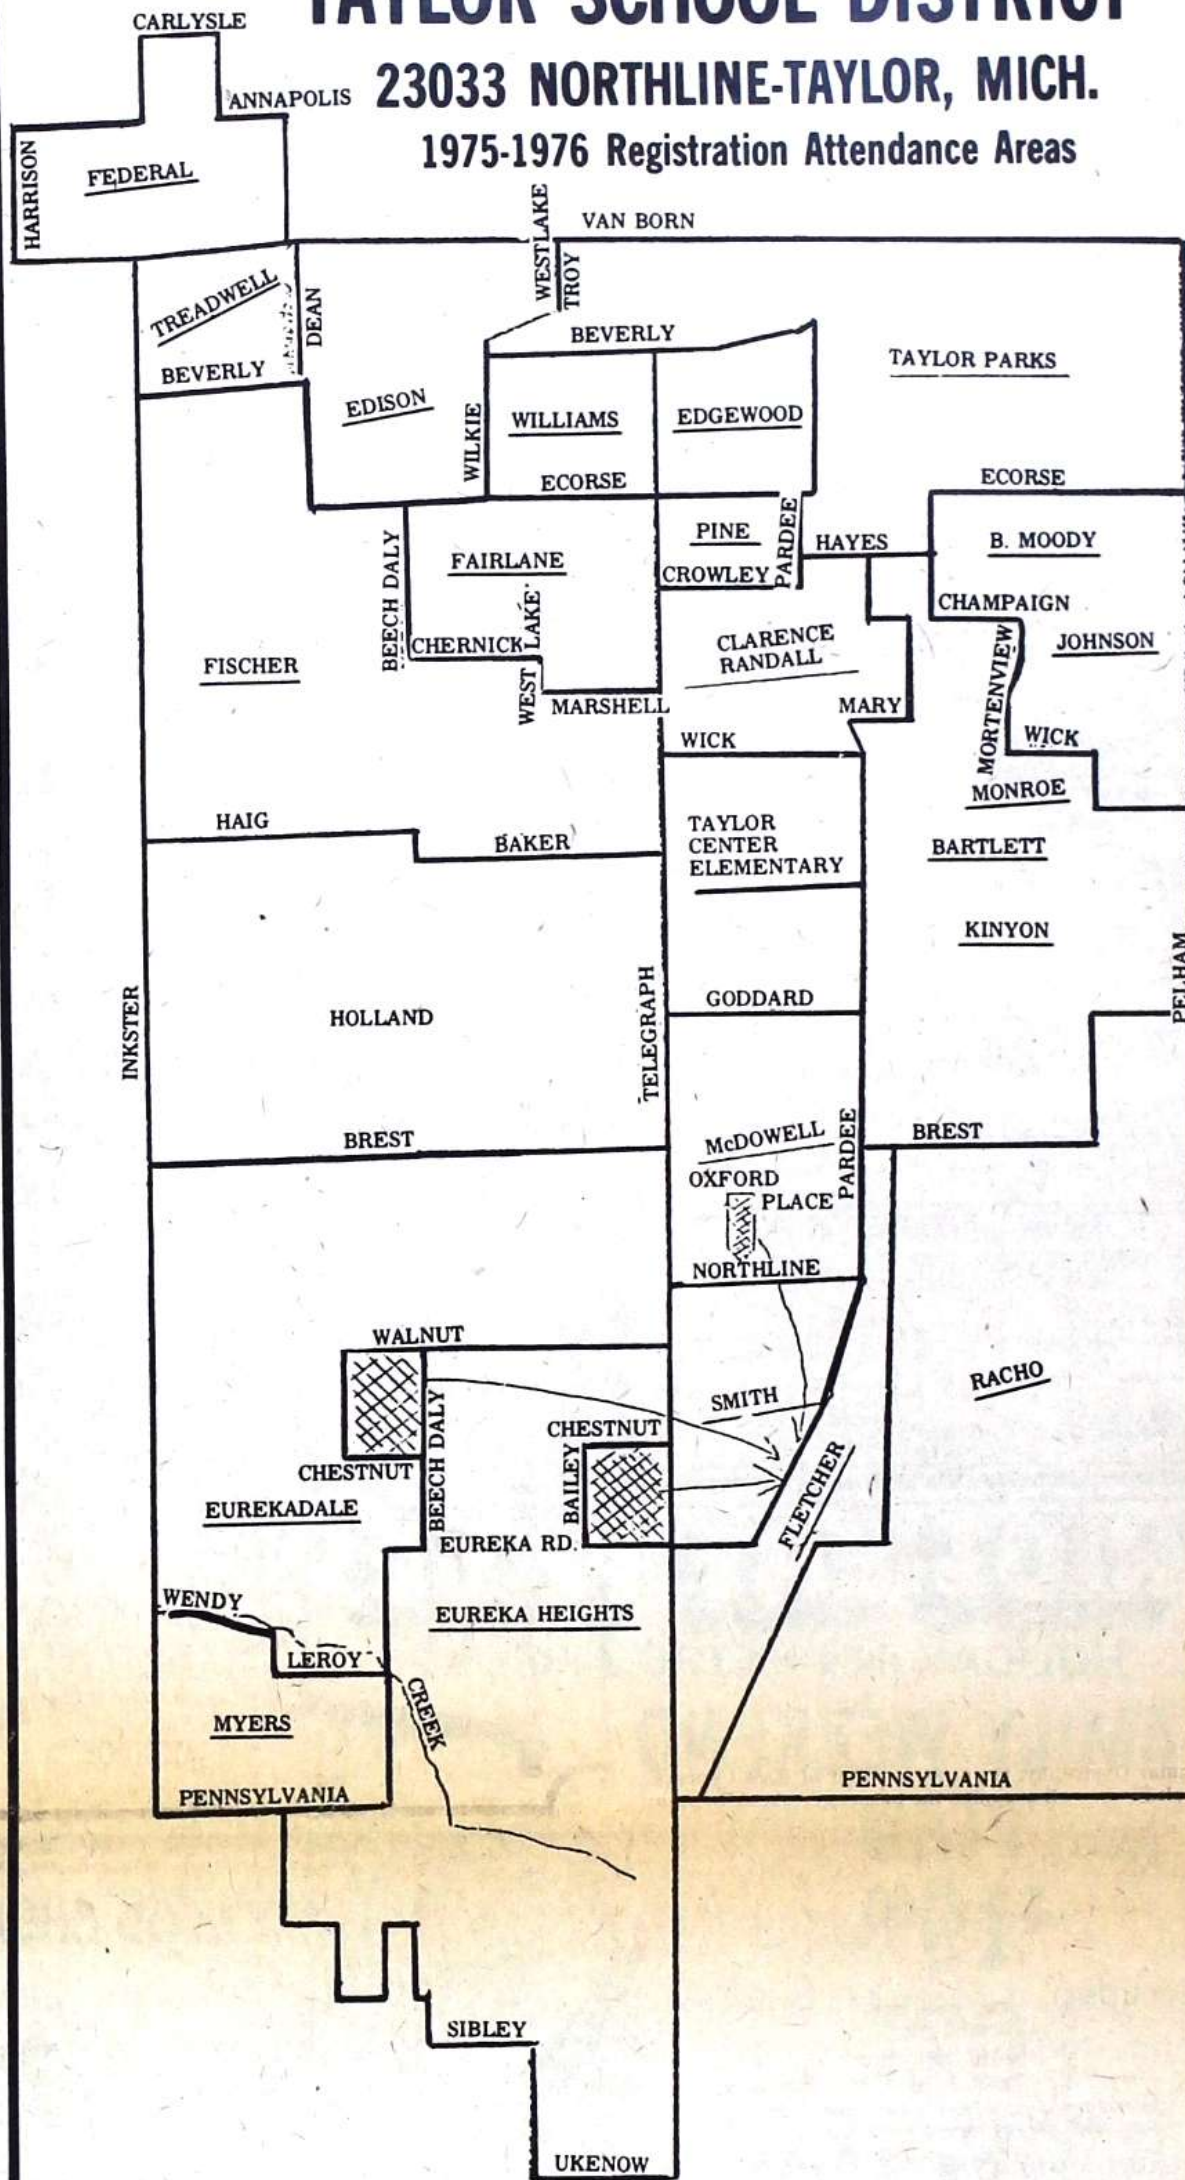 TAYLOR SCHOOL DISTRICT
CARLYSLE
23033 NORTHLINE-TAYLOR, MICH.
ANNAPOLIS
1975-1976 Registration Attendance Areas
HARRISON
FEDERAL
WESTLAKE
VAN BORN
TROY
TREADWELL
DEAN
BEVERLY
BEVERLY
TAYLOR PARKS
EDISON
WILKIE
WILLIAMS
EDGEWOOD
ECORSE
ECORSE
PINE
PARDEE
HAYES
B. MOODY
BEECH DALY
FAIRLANE
CROWLEY
CHAMPAIGN
CHERNICK
WEST LAKE
CLARENCE
RANDALL
MORTENVIEW
JOHNSON
FISCHER
MARSHELL
MARY
WICK
WICK
MONROE
HAIG
BAKER
TAYLOR
CENTER
ELEMENTARY
BARTLETT
KINYON
PELHAM
INKSTER
HOLLAND
TELEGRAPH
GODDARD
BREST
McDOWELL
PARDEE
BREST
OXFORD
PLACE
NORTHLINE
WALNUT
RACHO
SMITH
BEECH DALY
CHESTNUT
CHESTNUT
BAILEY
FLETCHER
EUREKADALE
EUREKA RD.
WENDY
EUREKA HEIGHTS
LEROY
CREEK
MYERS
PENNSYLVANIA
PENNSYLVANIA
SIBLEY
UKENOW